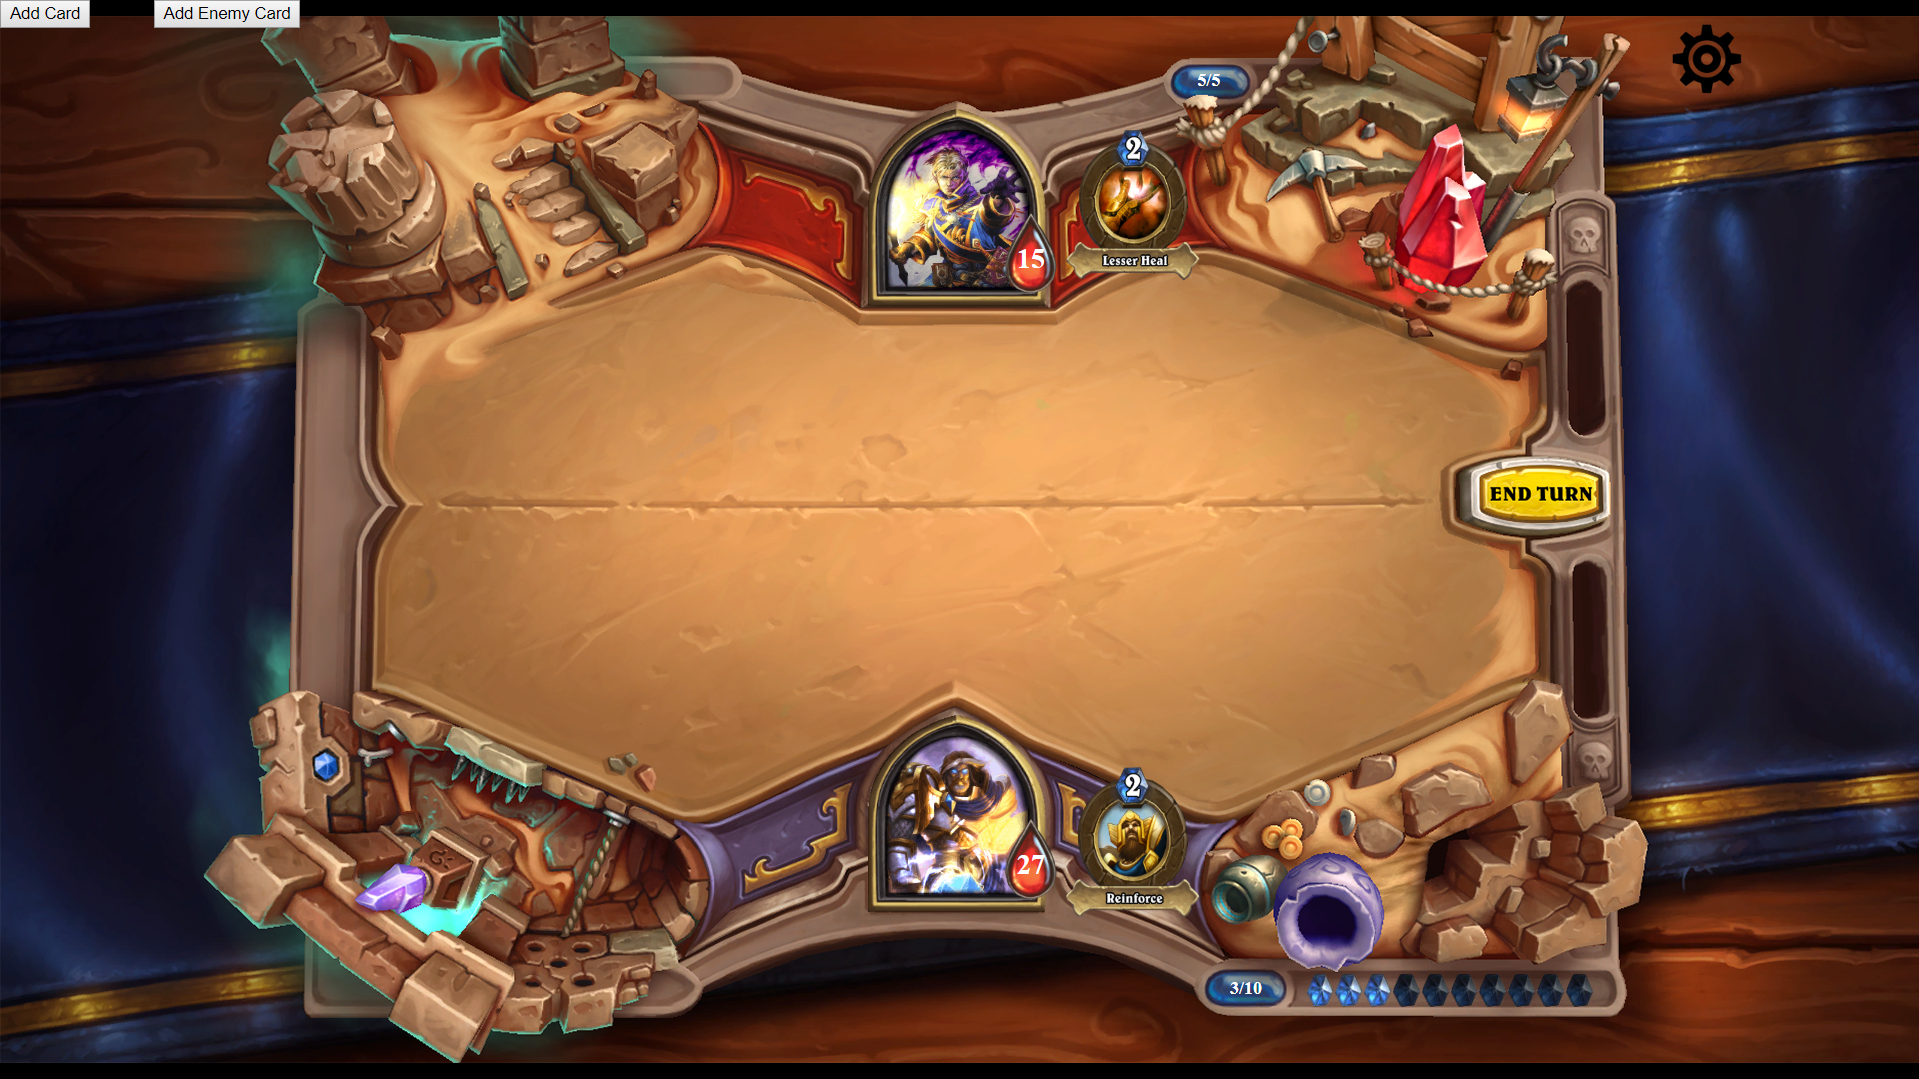 Add Card
Add Enemy Card
5/5
2
15
Lesser Heal
END TURN
2
27
Reinforce
3/10